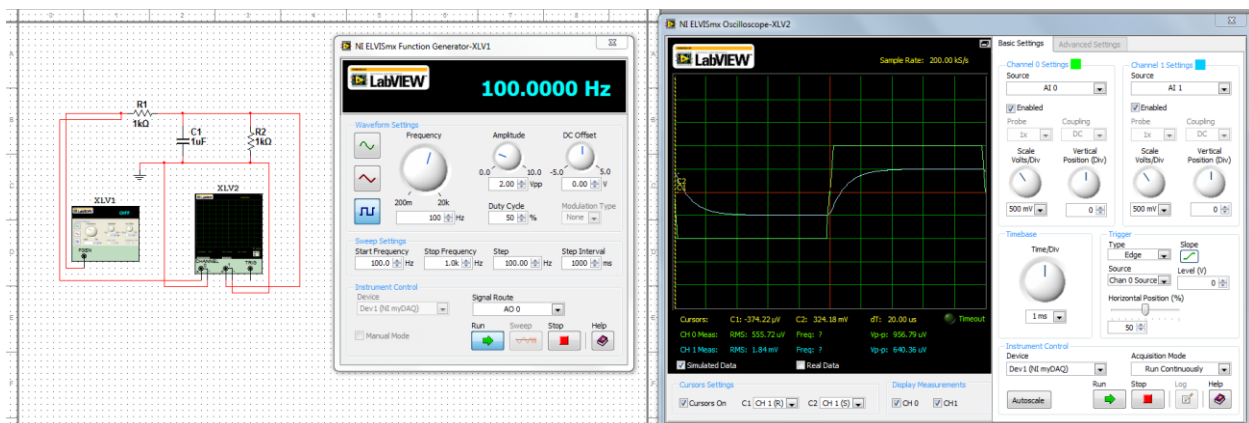 R1
1kΩ
C1
1uF
R2
1kΩ
XLV1
XLV2
NI ELVISmx Function Generator-XLV1
LabVIEW
100.0000 Hz
Waveform Settings
Frequency
Amplitude
DC Offset
0.0
10.0
-5.0
5.0
2.00 Vpp
0.00 V
200m
20k
Duty Cycle
Modulation Type
100 Hz
50 %
None
Sweep Settings
Start Frequency
Stop Frequency
Step
Step Interval
100.0 Hz
1.0k Hz
100.00 Hz
1000 ms
Instrument Control
Device
Signal Route
Dev1 (NI myDAQ)
AO 0
Manual Mode
Run
Sweep
Stop
Help
NI ELVISmx Oscilloscope-XLV2
LabVIEW
Sample Rate: 200.00 kS/s
Cursors: C1: -374.22 µV C2: 324.18 mV dT: 20.00 us Timeout
CH 0 Meas: RMS: 555.72 uV Freq: ? Vp-p: 956.79 uV
CH 1 Meas: RMS: 1.84 mV Freq: ? Vp-p: 640.36 uV
Simulated Data
Real Data
Cursors Settings
Display Measurements
Cursors On C1 CH 1 (R) C2 CH 1 (S)
CH 0 CH1
Basic Settings
Advanced Settings
Channel 0 Settings
Channel 1 Settings
Source
Source
AI 0
AI 1
Enabled
Enabled
Probe
Coupling
Probe
Coupling
1x
DC
1x
DC
Scale
Volts/Div
Vertical
Position (Div)
Scale
Volts/Div
Vertical
Position (Div)
500 mV
0
500 mV
0
Timebase
Time/Div
1 ms
Trigger
Type
Slope
Edge
Source
Level (V)
Chan 0 Source
0
Horizontal Position (%)
50
Instrument Control
Device
Acquisition Mode
Dev1 (NI myDAQ)
Run Continuously
Run
Stop
Log
Help
Autoscale